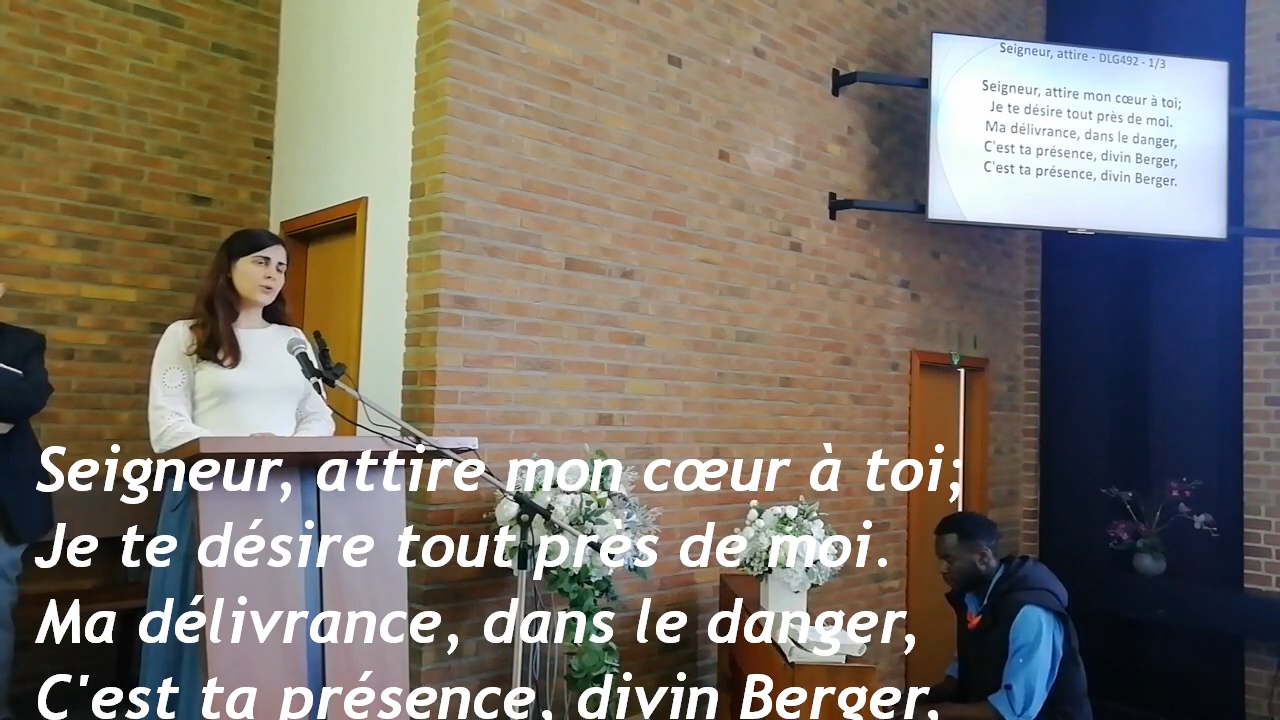 Seigneur, attire - DLG492 - 1/3
Seigneur, attire mon cœur à toi;
Je te désire tout près de moi.
Ma délivrance, dans le danger,
C'est ta présence, divin Berger,
C'est ta présence, divin Berger.
Seigneur, attire mon cœur à toi;
Je te désire tout près de moi.
Ma délivrance, dans le danger,
C'est ta présence, divin Berger,